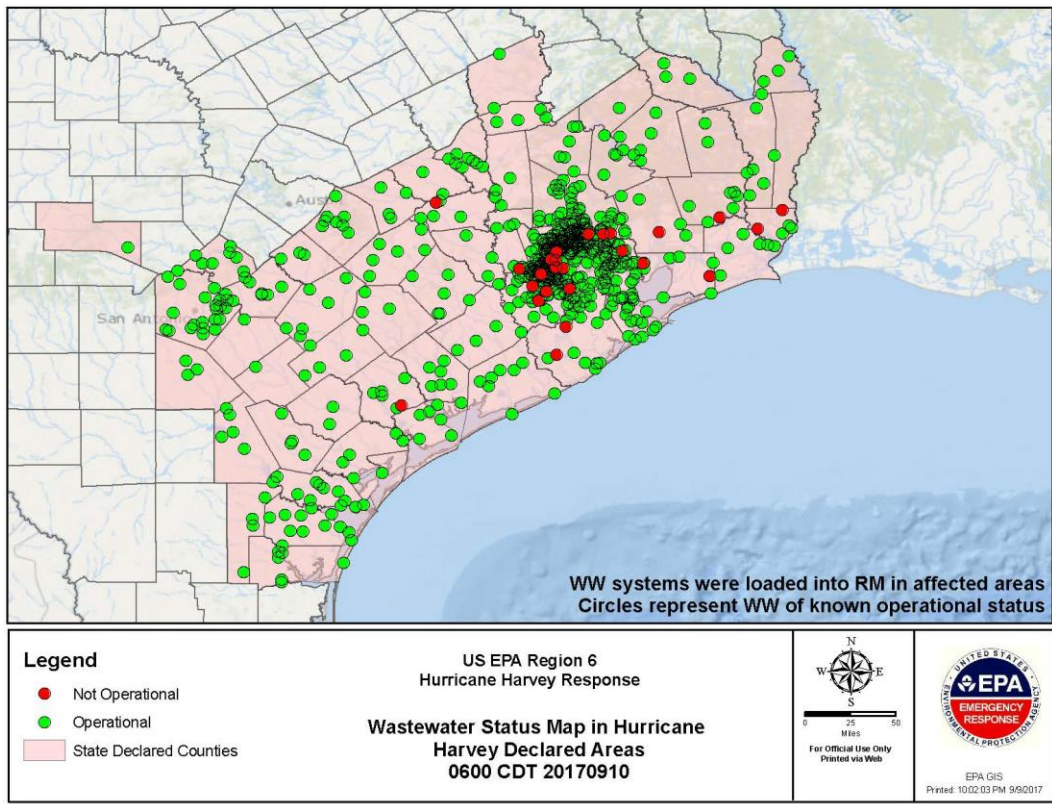 Austin
San Antonio
WW systems were loaded into RM in affected areas
Circles represent WW of known operational status
Legend
Not Operational
Operational
State Declared Counties
US EPA Region 6
Hurricane Harvey Response
Wastewater Status Map in Hurricane
Harvey Declared Areas
0600 CDT 20170910
N
W
E
S
0
25
50
Miles
For Official Use Only
Printed via Web
UNITED STATES
EPA
EMERGENCY
RESPONSE
ENVIRONMENTAL PROTECTION AGENCY
EPA GIS
Printed: 10:02:03 PM 9/9/2017